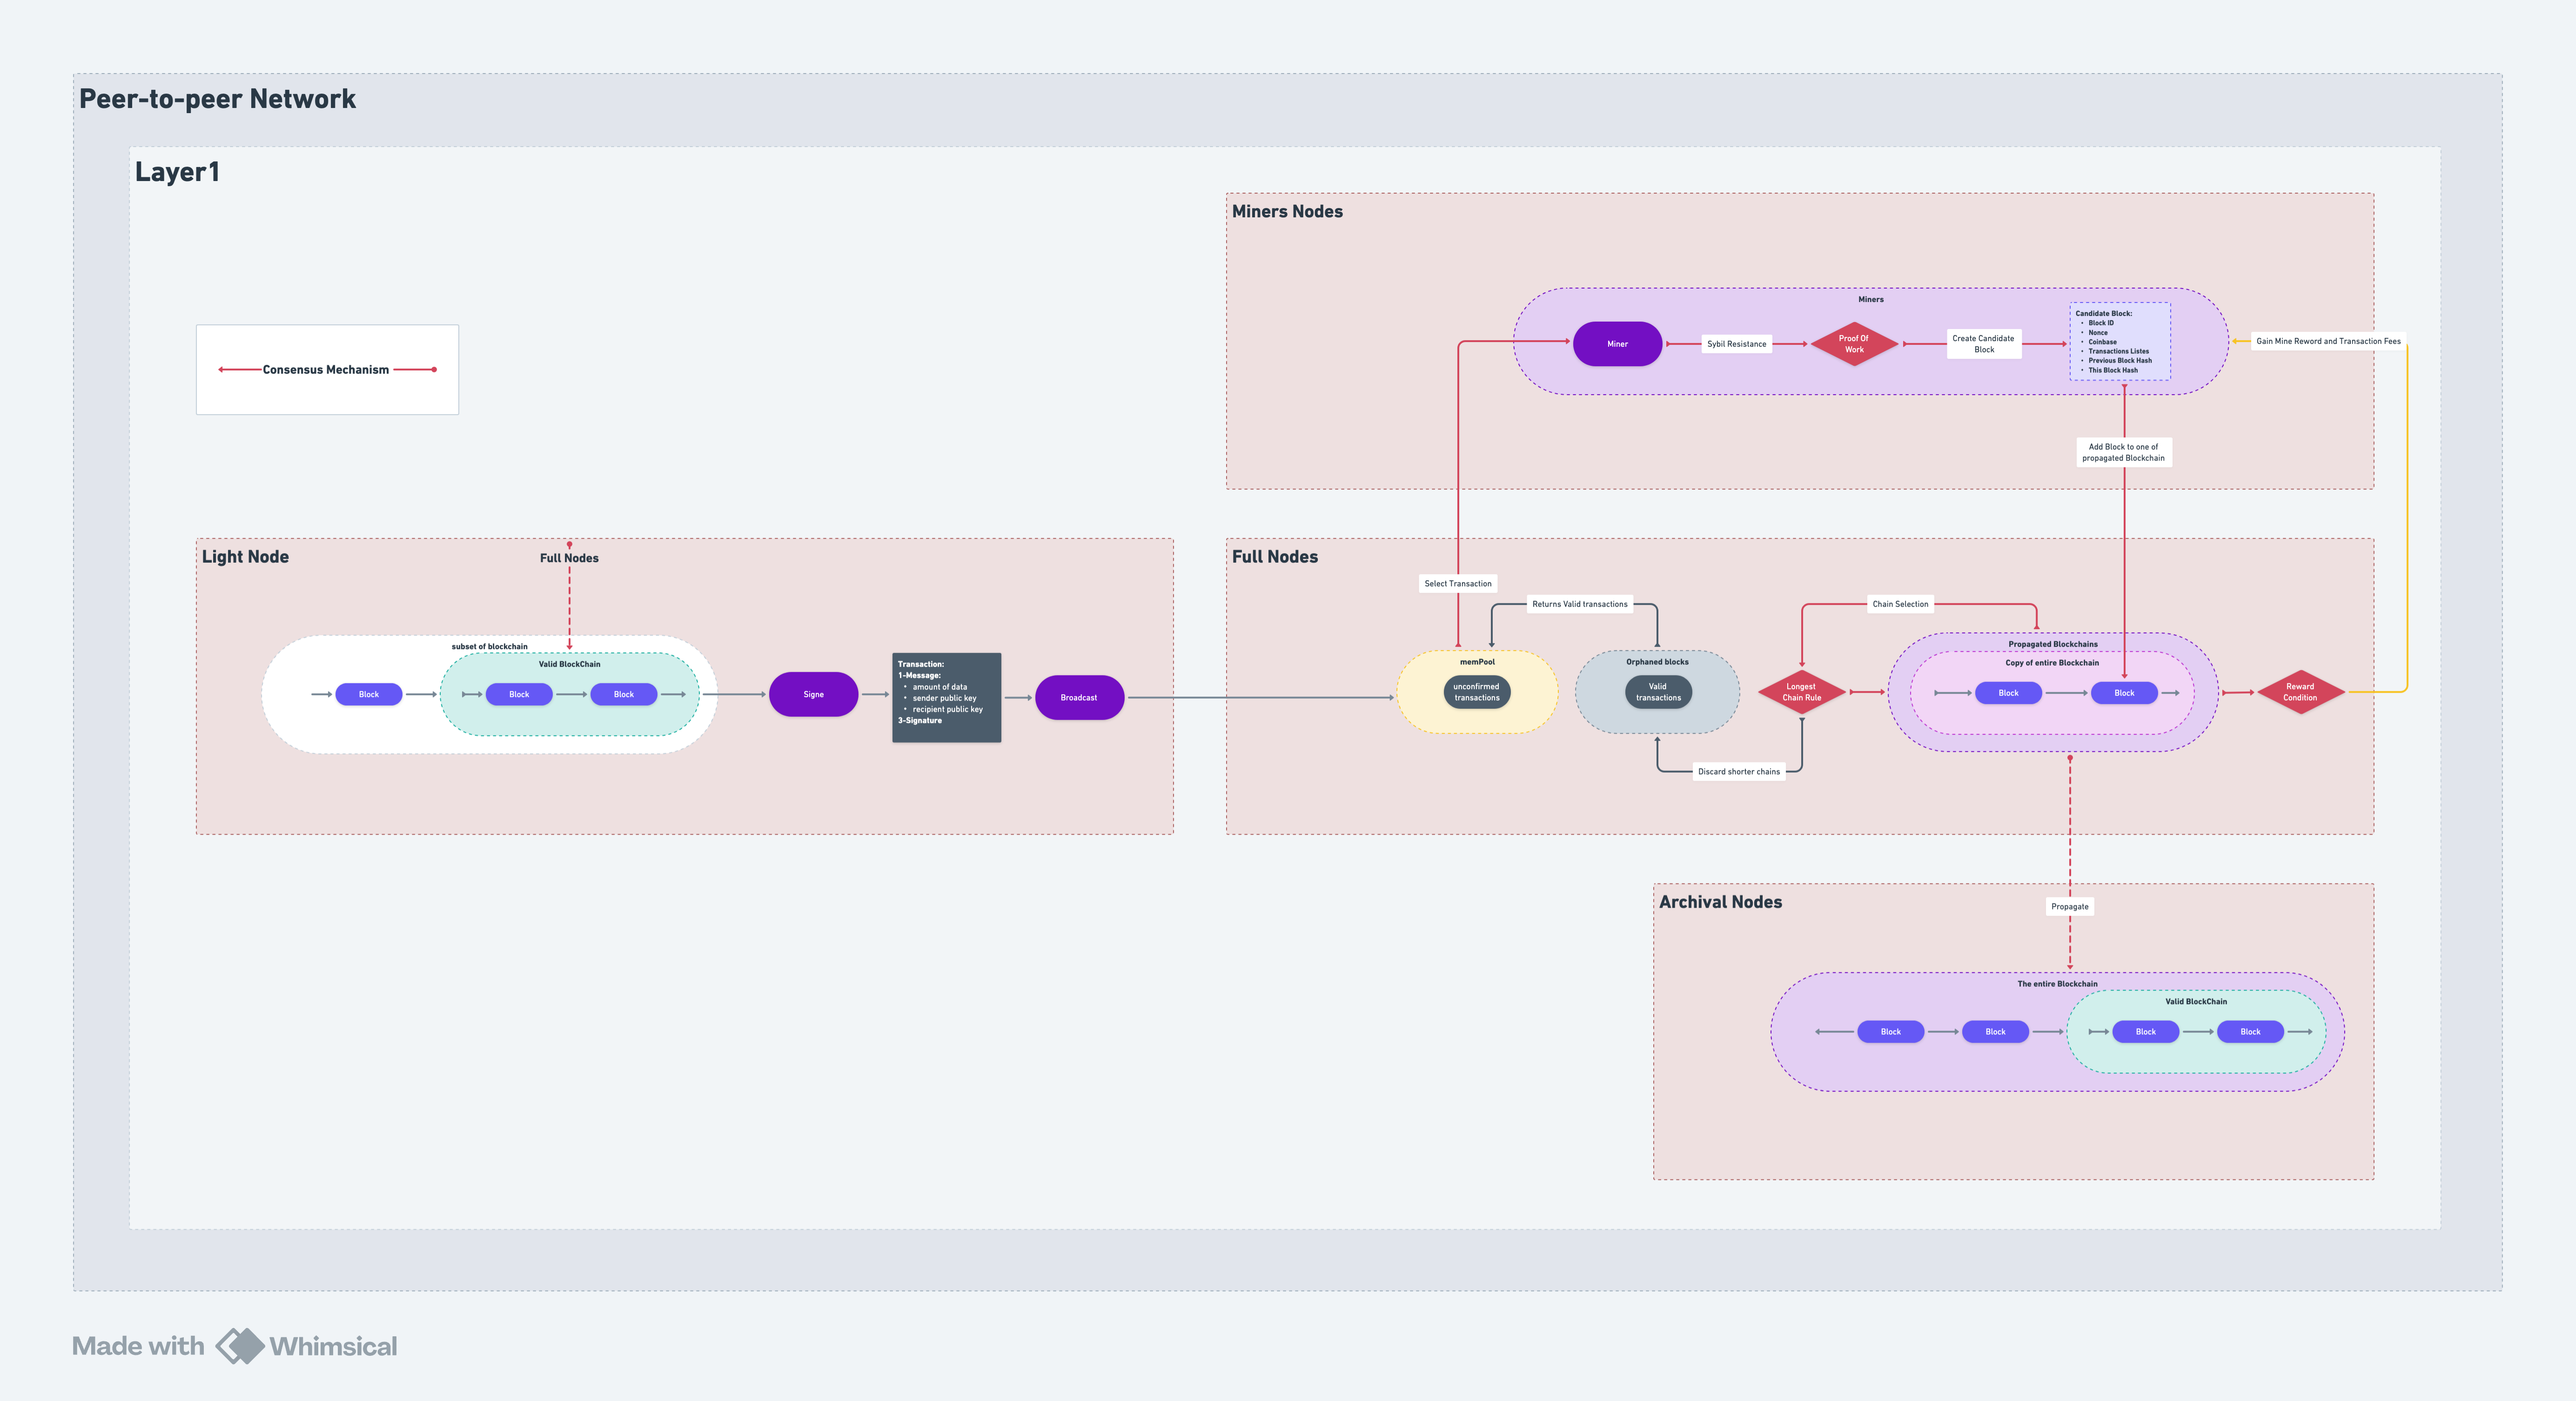 Peer-to-peer Network
Layer1
Miners Nodes
Miners
Miner
Sybil Resistance
Proof Of
Work
Create Candidate
Block
Candidate Block:
• Block ID
• Nonce
• Coinbase
• Transactions Listes
• Previous Block Hash
• This Block Hash
Gain Mine Reword and Transaction Fees
Consensus Mechanism
Add Block to one of
propagated Blockchain
Light Node
Full Nodes
subset of blockchain
Valid BlockChain
Block
Block
Block
Signe
Transaction:
1-Message:
• amount of data
• sender public key
• recipient public key
3-Signature
Broadcast
Full Nodes
Select Transaction
Returns Valid transactions
Chain Selection
memPool
unconfirmed
transactions
Orphaned blocks
Valid
transactions
Longest
Chain Rule
Discard shorter chains
Propagated Blockchains
Copy of entire Blockchain
Block
Block
Reward
Condition
Archival Nodes
Propagate
The entire Blockchain
Valid BlockChain
Block
Block
Block
Block
Made with Whimsical